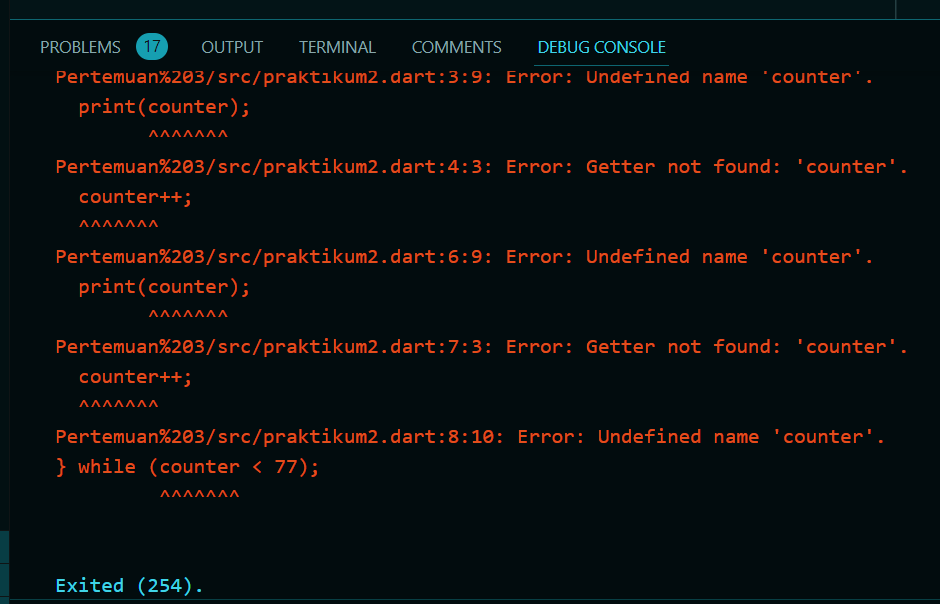 PROBLEMS 17 OUTPUT TERMINAL COMMENTS DEBUG CONSOLE
Pertemuan%203/src/praktikum2.dart:3:9: Error: Undefined name 'counter'.
  print(counter);
        ^^^^^^^
Pertemuan%203/src/praktikum2.dart:4:3: Error: Getter not found: 'counter'.
  counter++;
  ^^^^^^^
Pertemuan%203/src/praktikum2.dart:6:9: Error: Undefined name 'counter'.
  print(counter);
        ^^^^^^^
Pertemuan%203/src/praktikum2.dart:7:3: Error: Getter not found: 'counter'.
  counter++;
  ^^^^^^^
Pertemuan%203/src/praktikum2.dart:8:10: Error: Undefined name 'counter'.
} while (counter < 77);
         ^^^^^^^
Exited (254).